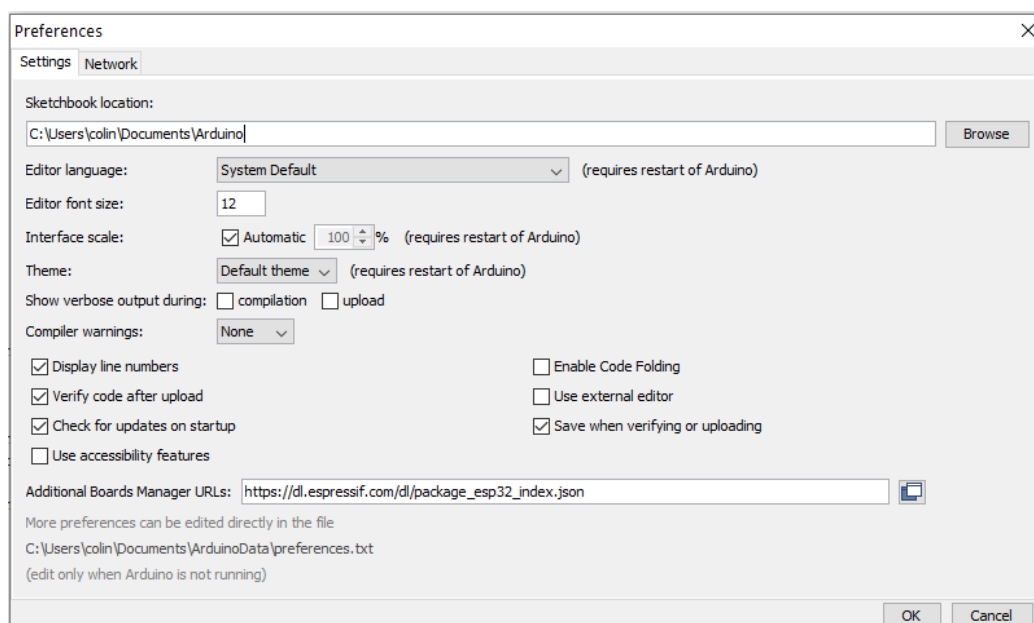 Preferences
Settings Network
Sketchbook location:
C:\Users\colin\Documents\Arduino Browse
Editor language: System Default (requires restart of Arduino)
Editor font size: 12
Interface scale: Automatic 100 % (requires restart of Arduino)
Theme: Default theme (requires restart of Arduino)
Show verbose output during: compilation upload
Compiler warnings: None
Display line numbers Enable Code Folding
Verify code after upload Use external editor
Check for updates on startup Save when verifying or uploading
Use accessibility features
Additional Boards Manager URLs: https://dl.espressif.com/dl/package_esp32_index.json
More preferences can be edited directly in the file
C:\Users\colin\Documents\ArduinoData\preferences.txt
(edit only when Arduino is not running)
OK Cancel